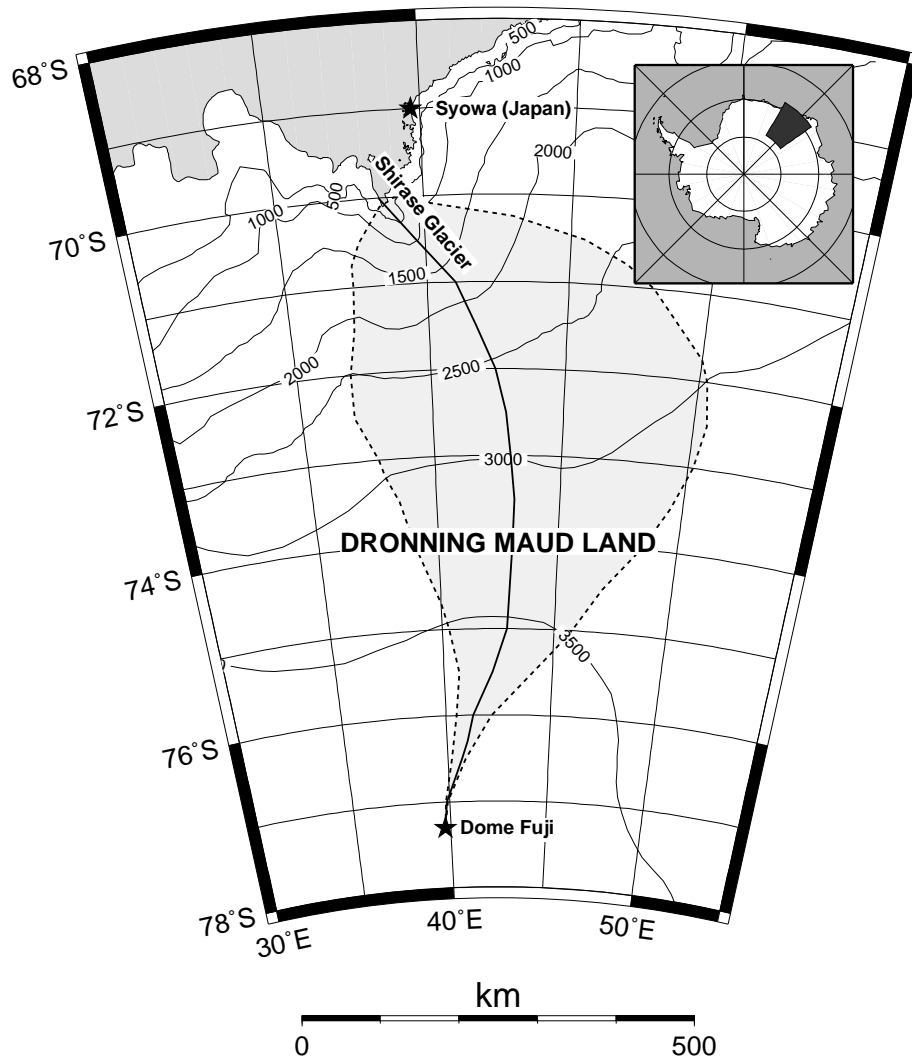 68˚S
500
1000
Syowa (Japan)
2000
Shirase Glacier
500
1000
70˚S
1500
2000
2500
72˚S
3000
DRONNING MAUD LAND
74˚S
3500
76˚S
Dome Fuji
78˚S
30˚E
40˚E
50˚E
km
0
500